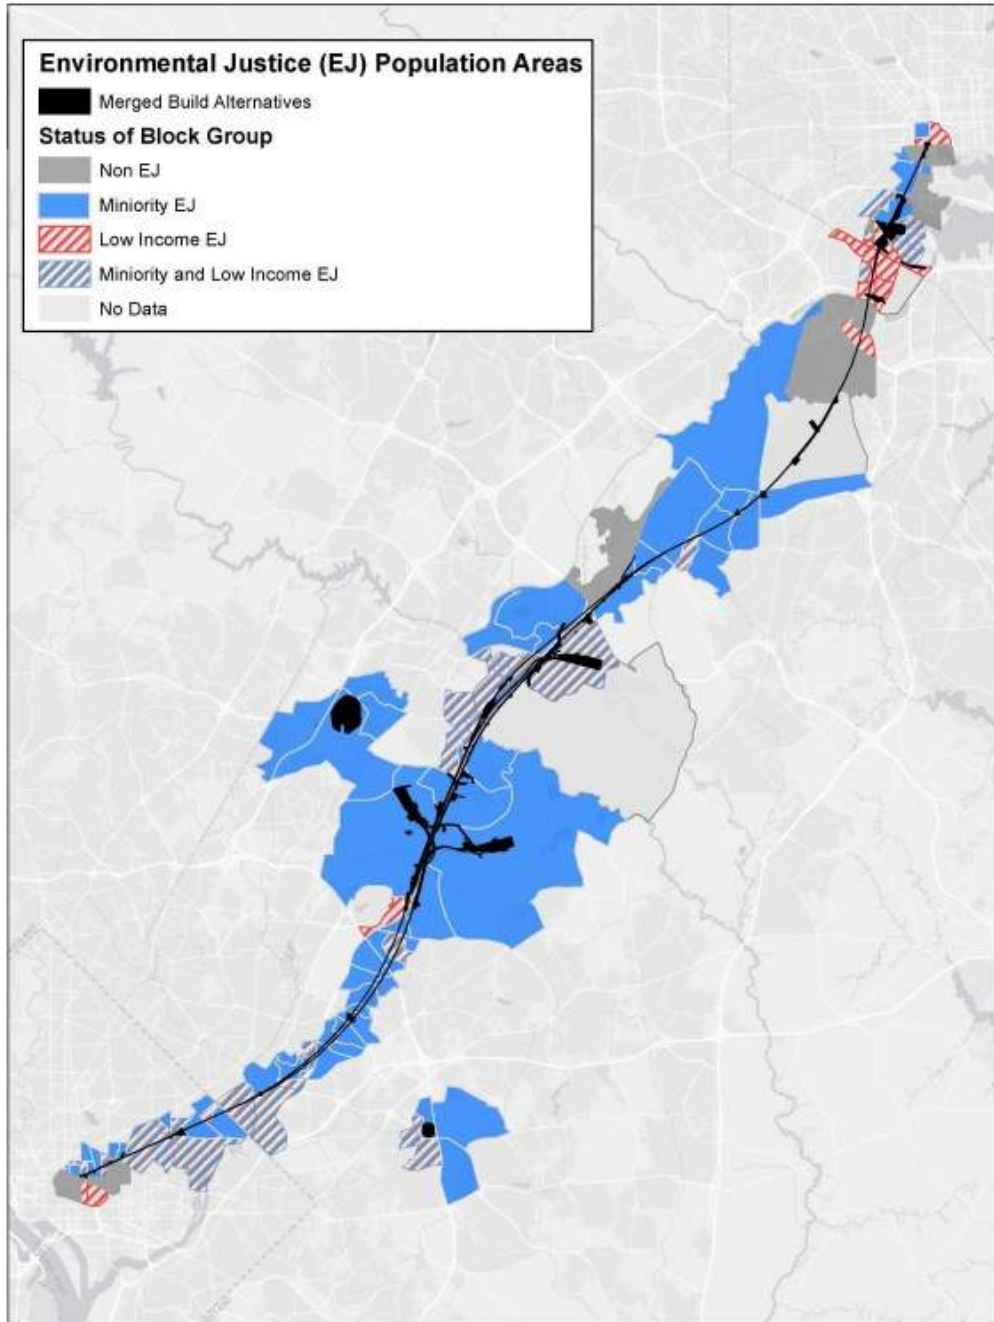 Environmental Justice (EJ) Population Areas
Merged Build Alternatives
Status of Block Group
Non EJ
Miniority EJ
Low Income EJ
Miniority and Low Income EJ
No Data